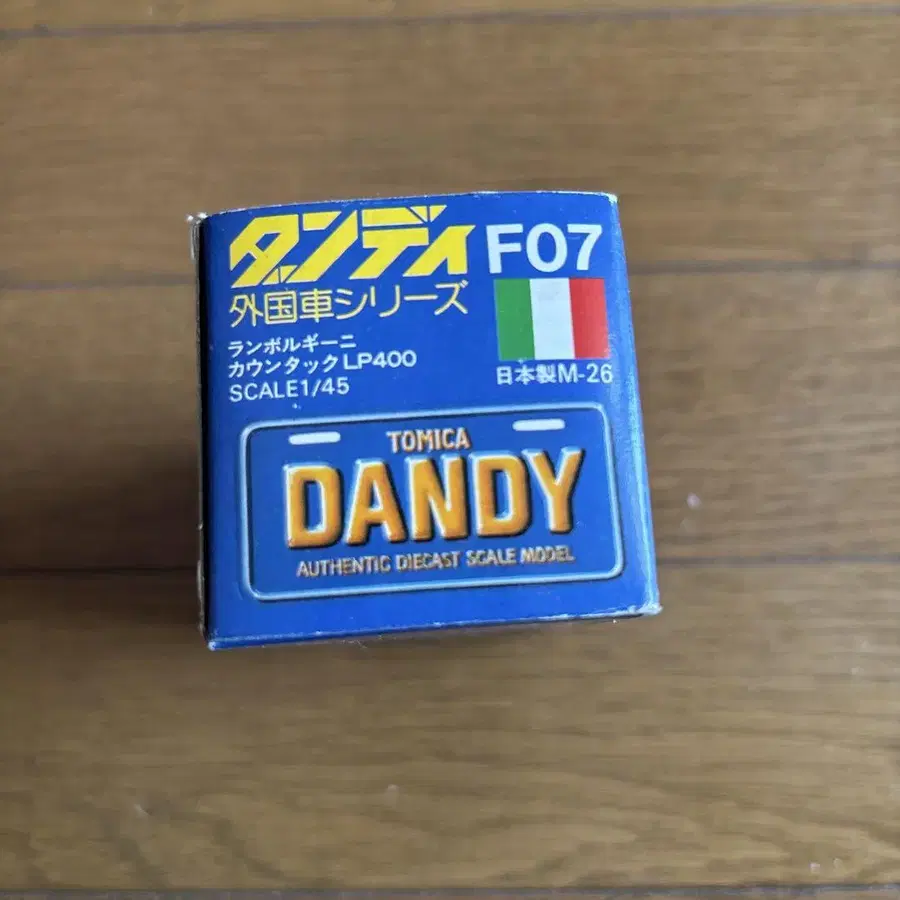 ダンディ F07
外国車シリーズ
ランボルギーニ
カウンタックLP400
SCALE1/45
日本製M-26
TOMICA
DANDY
AUTHENTIC DIECAST SCALE MODEL